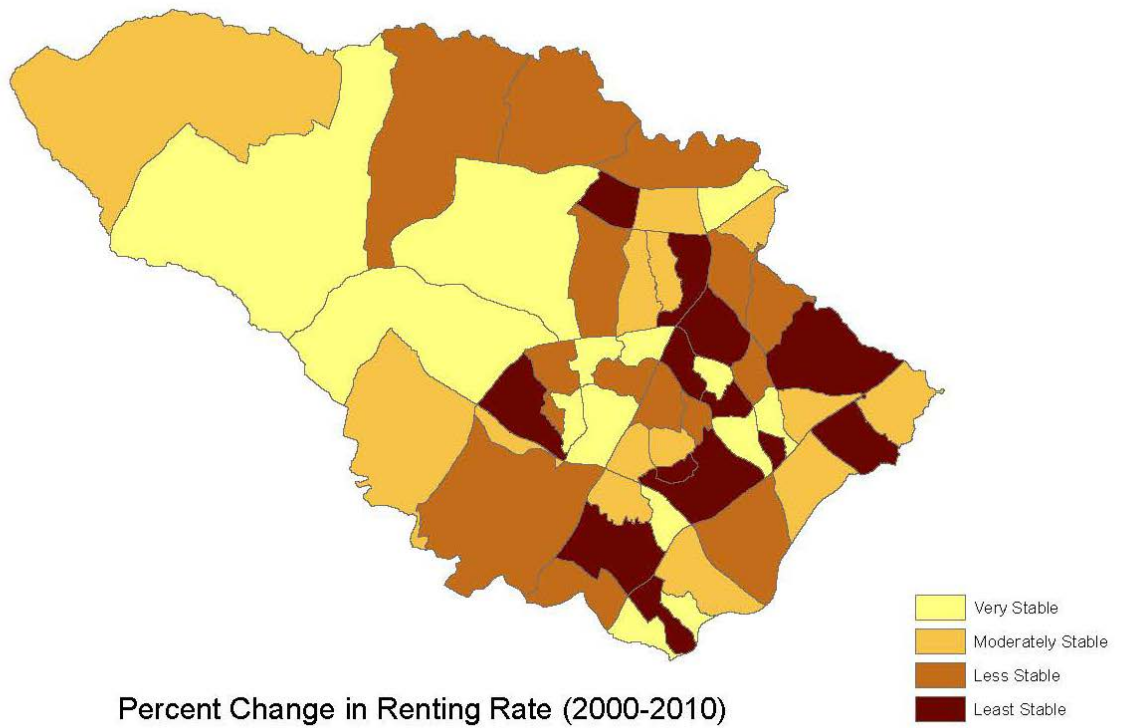 Very Stable
Moderately Stable
Less Stable
Least Stable
Percent Change in Renting Rate (2000-2010)